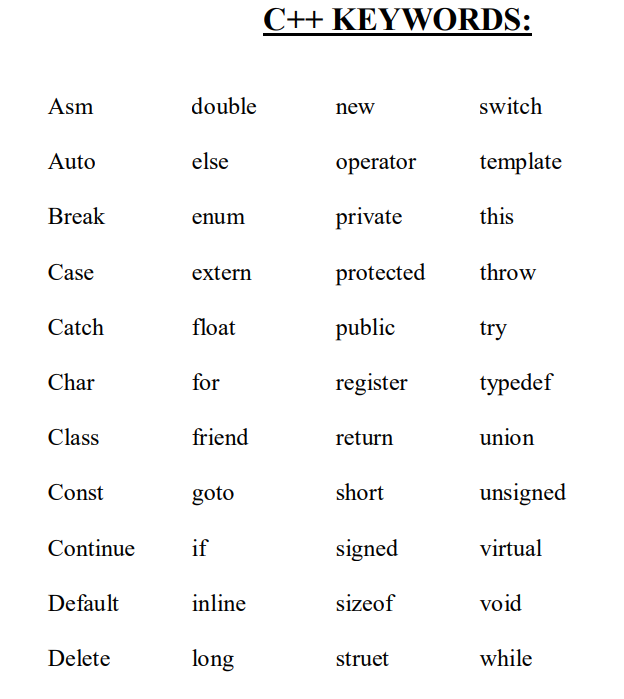 C++ KEYWORDS:
Asm double new switch
Auto else operator template
Break enum private this
Case extern protected throw
Catch float public try
Char for register typedef
Class friend return union
Const goto short unsigned
Continue if signed virtual
Default inline sizeof void
Delete long struet while